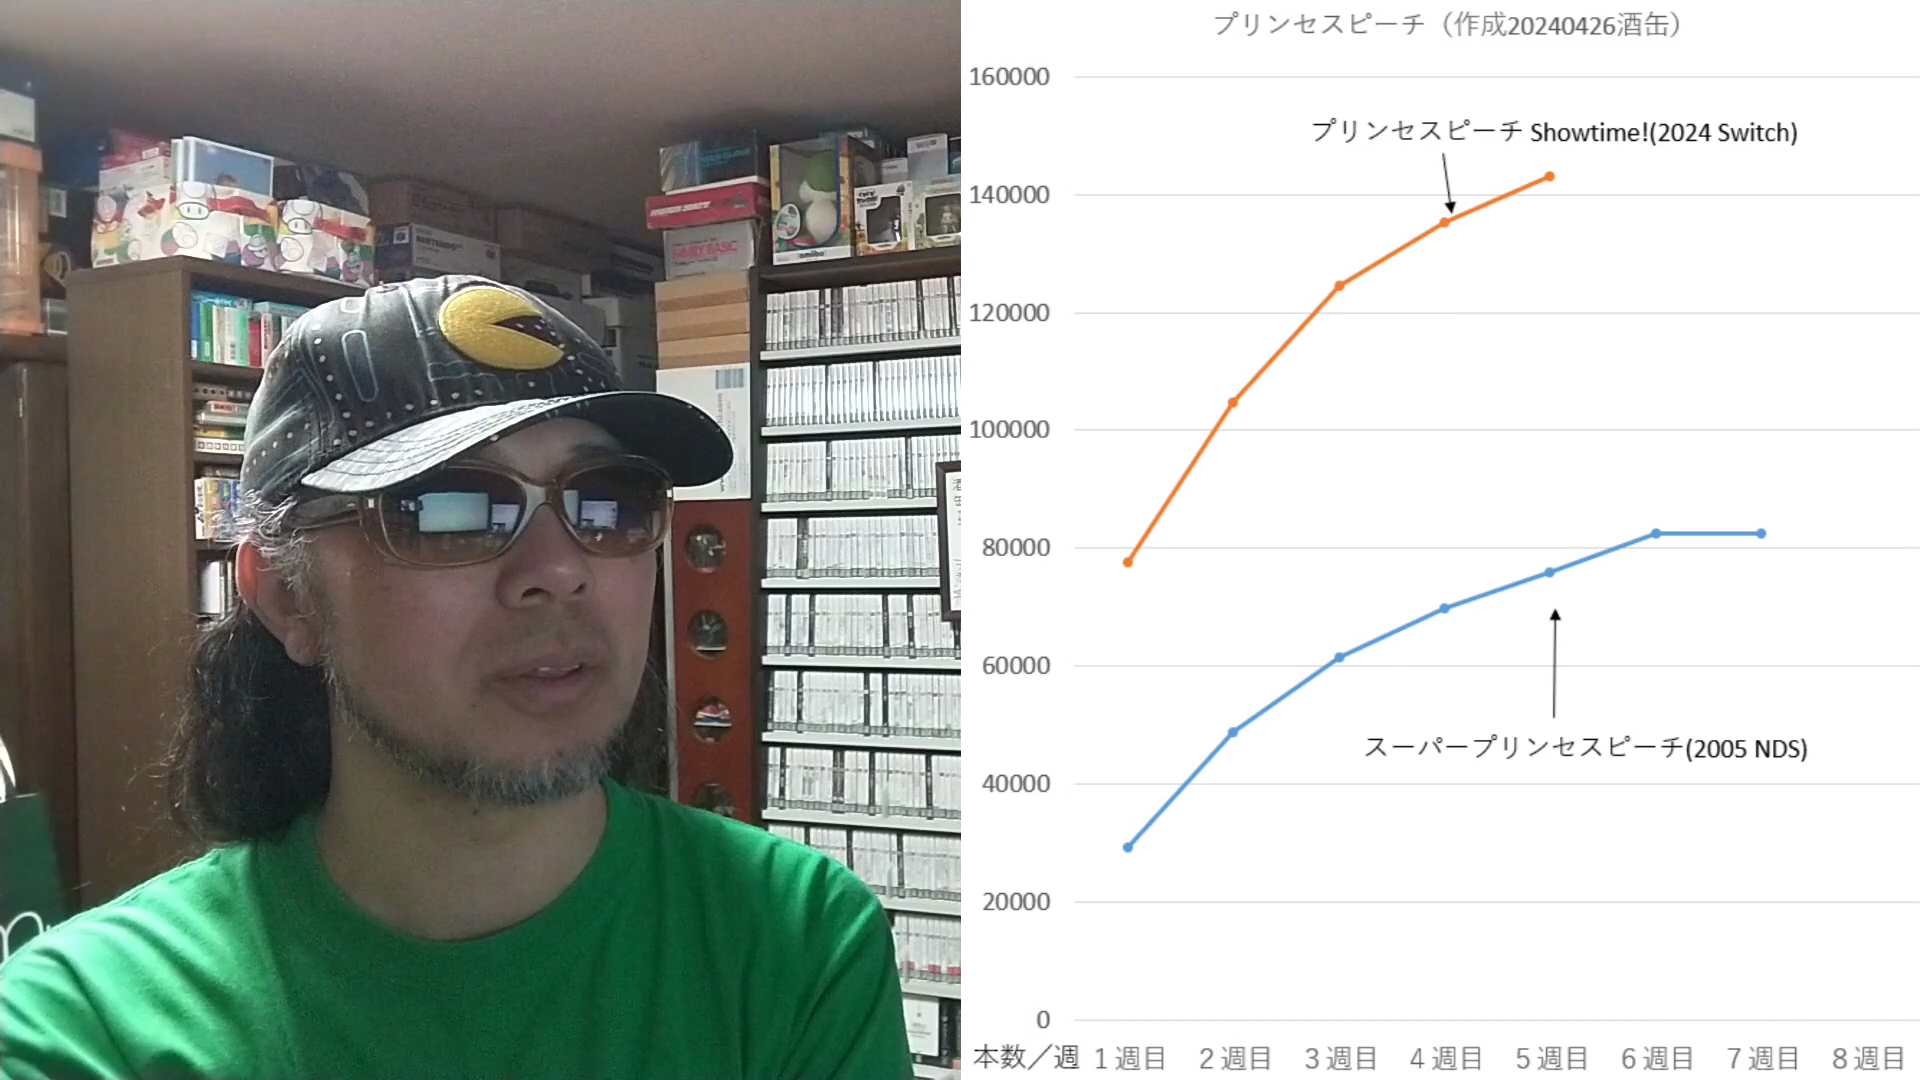 プリンセスピーチ（作成20240426酒缶）
160000
プリンセスピーチ Showtime!(2024 Switch)
140000
120000
100000
80000
60000
スーパープリンセスピーチ(2005 NDS)
40000
20000
0
本数／週 1週目 2週目 3週目 4週目 5週目 6週目 7週目 8週目
FAMILY BASIC
amiibo
NINTENDO